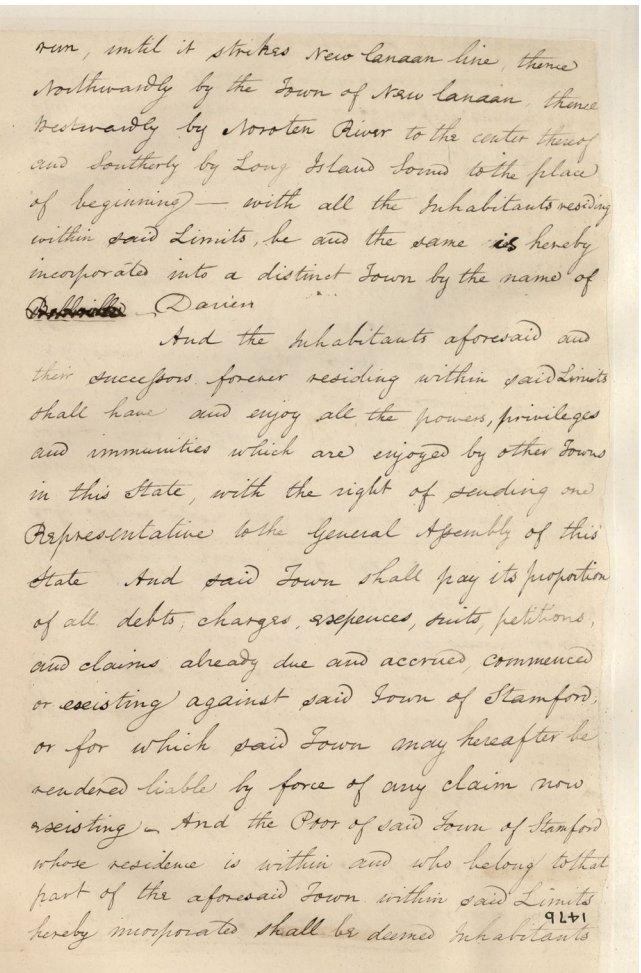 run, until it strikes New Canaan line, thence
Northwardly by the Town of New Canaan, thence
Westwardly by Noroten River to the center thereof
and Southerly by Long Island Sound to the place
of beginning — with all the Inhabitants residing
within said Limits, be and the same is hereby
incorporated into a distinct Town by the name of
Darien
And the Inhabitants aforesaid and
their successors forever residing within said Limits
shall have and enjoy all the powers, privileges
and immunities which are enjoyed by other Towns
in this State, with the right of sending one
Representative to the General Assembly of this
State And said Town shall pay its proportion
of all debts, charges, exepences, suits, petitions,
and claims already due and accrued, commenced
or exeisting against said Town of Stamford;
or for which said Town may hereafter be
rendered liable by force of any claim now
exeisting – And the Poor of said Town of Stamford
whose residence is within and who belong to that
part of the aforesaid Town within said Limits
hereby incorporated shall be deemed Inhabitants